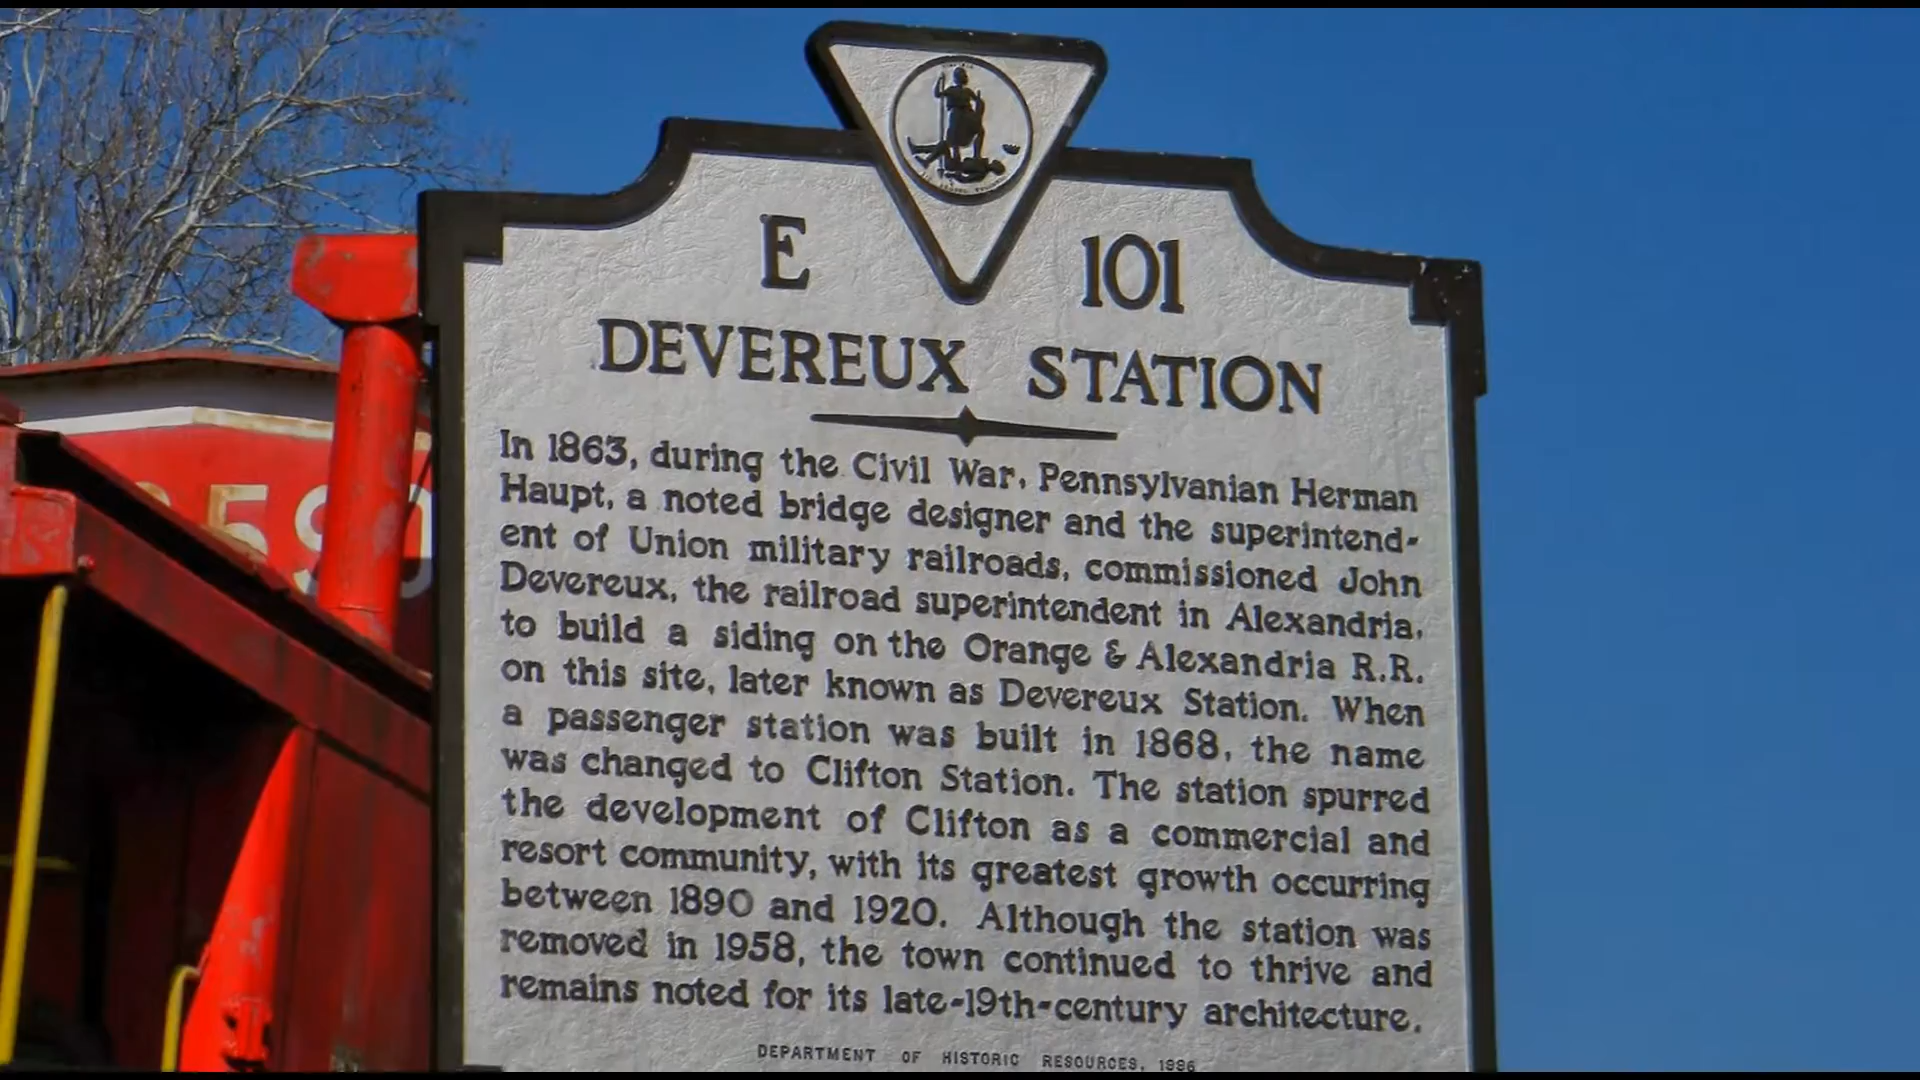 E 101
DEVEREUX STATION
In 1863, during the Civil War, Pennsylvanian Herman
Haupt, a noted bridge designer and the superintend-
ent of Union military railroads, commissioned John
Devereux, the railroad superintendent in Alexandria,
to build a siding on the Orange & Alexandria R.R.
on this site, later known as Devereux Station. When
a passenger station was built in 1868, the name
was changed to Clifton Station. The station spurred
the development of Clifton as a commercial and
resort community, with its greatest growth occurring
between 1890 and 1920. Although the station was
removed in 1958, the town continued to thrive and
remains noted for its late-19th-century architecture.
DEPARTMENT OF HISTORIC RESOURCES, 1996